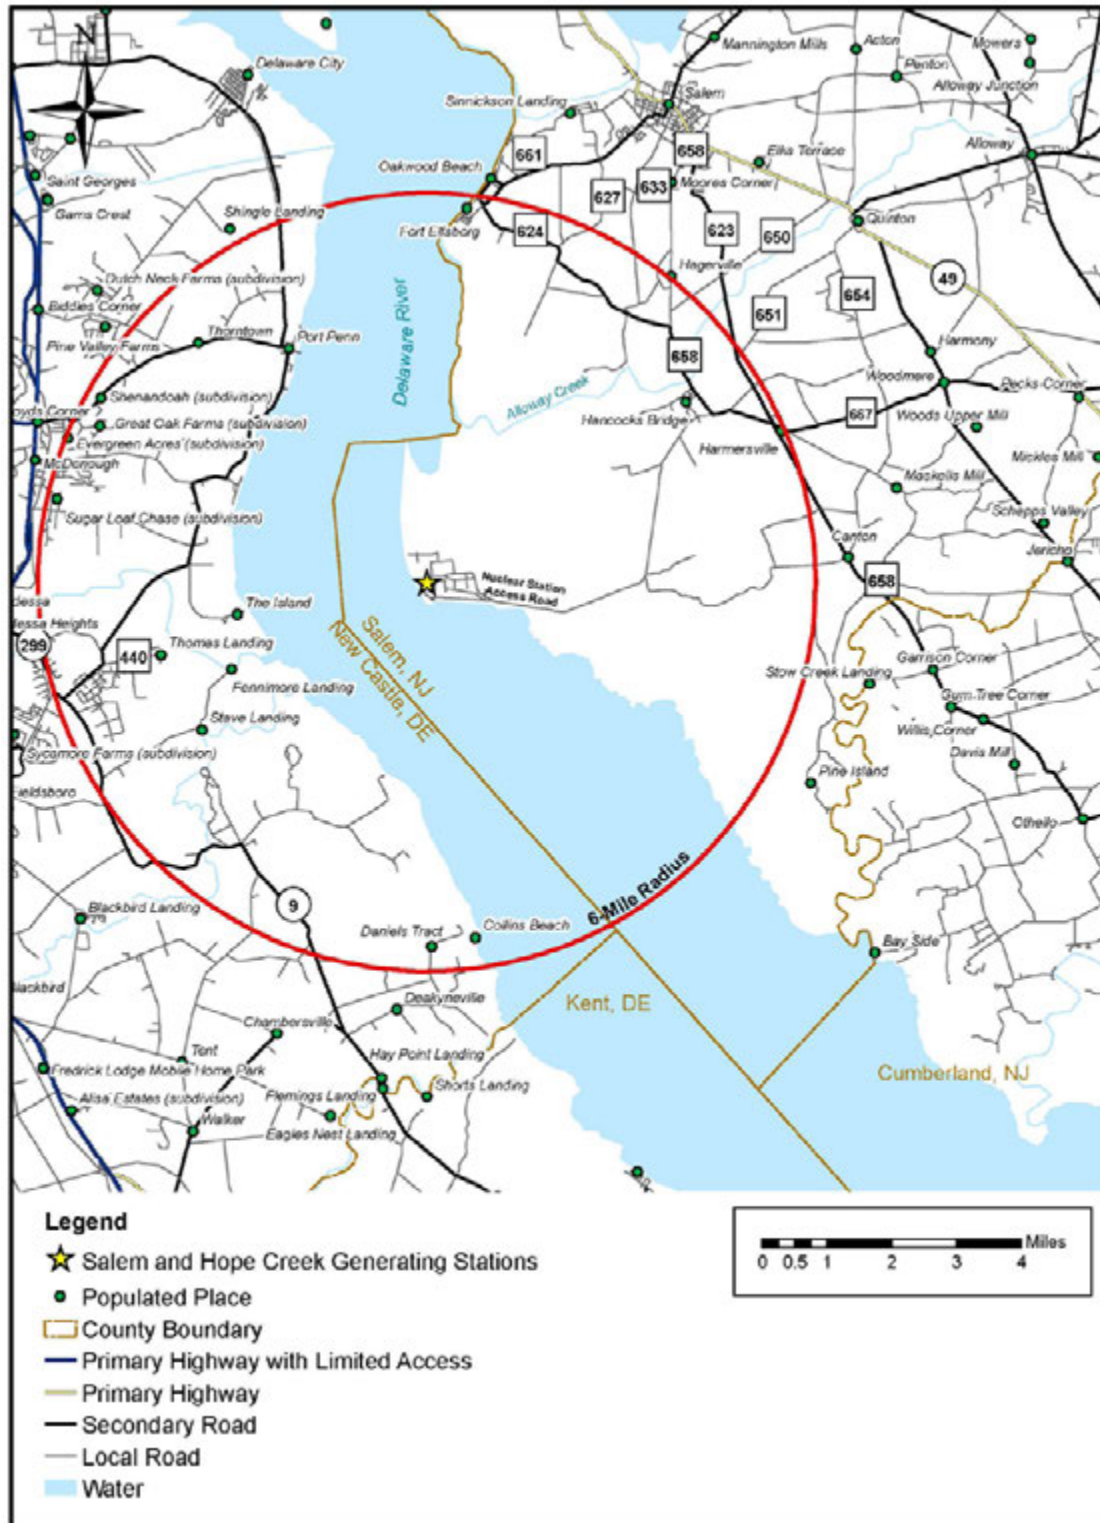 N
Delaware City
Mannington Mills
Acton
Mowers
Penton
Alloway Junction
Sinnickson Landing
Salem
661
658
Elks Terrace
Alloway
Oakwood Beach
Saint Georges
627
633
Moores Corner
Garris Crest
Shingle Landing
Fort Elfsborg
624
623
650
Quinton
Hagerville
49
Dutch Neck Farms (subdivision)
654
Biddles Corner
651
Delaware River
Thorntown
Port Penn
Harmony
Pine Valley Farms
658
Woodmere
Pecks Corner
Shenandoah (subdivision)
Alloway Creek
oyds Corner
Great Oak Farms (subdivision)
Hancocks Bridge
667
Woods Upper Mill
Evergreen Acres (subdivision)
Harmersville
McDonough
Mickles Mill
Maskells Mill
Sugar Loaf Chase (subdivision)
Schepps Valley
Canton
Jericho
Nuclear Station
Access Road
658
dessa
The Island
dessa Heights
299
440
Thomas Landing
Salem, NJ
New Castle, DE
Garrison Corner
Stow Creek Landing
Fennimore Landing
Gum Tree Corner
Stave Landing
Willis Corner
Sycamore Farms (subdivision)
Davis Mill
Pine Island
ieldsboro
Othello
6-Mile Radius
9
Blackbird Landing
Daniels Tract
Collins Beach
Bay Side
lackbird
Deakyneville
Kent, DE
Chambersville
Tent
Hay Point Landing
Cumberland, NJ
Fredrick Lodge Mobile Home Park
Shorts Landing
Alisa Estates (subdivision)
Flemings Landing
Walker
Eagles Nest Landing
Legend
Salem and Hope Creek Generating Stations
Populated Place
County Boundary
Primary Highway with Limited Access
Primary Highway
Secondary Road
Local Road
Water
Miles
0 0.5 1 2 3 4